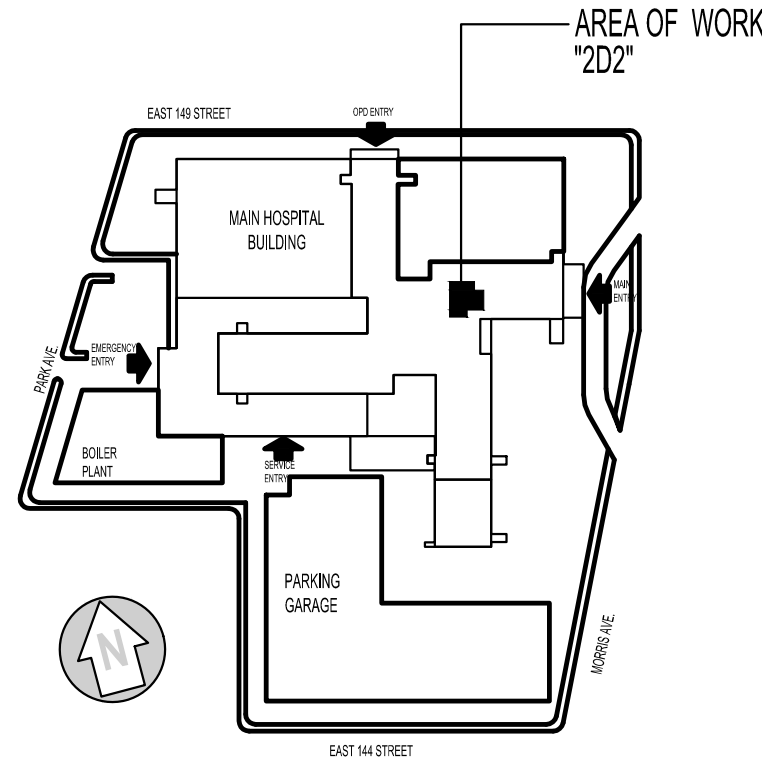 AREA OF WORK
"2D2"
EAST 149 STREET
OPD ENTRY
MAIN HOSPITAL
BUILDING
MAIN
ENTRY
EMERGENCY
ENTRY
PARK AVE.
BOILER
PLANT
SERVICE
ENTRY
PARKING
GARAGE
N
MORRIS AVE.
EAST 144 STREET